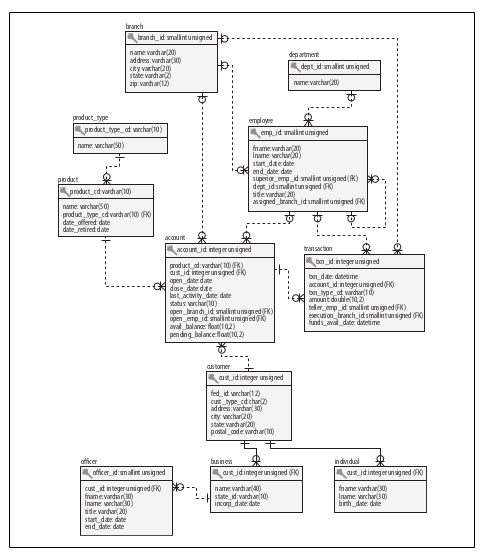 branch
branch_id: smallint unsigned
name: varchar(20)
address: varchar(30)
city: varchar(20)
state: varchar(2)
zip: varchar(12)
department
dept_id: smallint unsigned
name: varchar(20)
product_type
product_type_cd: varchar(10)
name: varchar(50)
employee
emp_id: smallint unsigned
fname: varchar(20)
lname: varchar(20)
start_date: date
end_date: date
superior_emp_id: smallint unsigned (FK)
dept_id: smallint unsigned (FK)
title: varchar(20)
assigned_branch_id: smallint unsigned (FK)
product
product_cd: varchar(10)
name: varchar(50)
product_type_cd: varchar(10) (FK)
date_offered: date
date_retired: date
account
account_id: integer unsigned
product_cd: varchar(10) (FK)
cust_id: integer unsigned (FK)
open_date: date
close_date: date
last_activity_date: date
status: varchar(10)
open_branch_id: smallint unsigned (FK)
open_emp_id: smallint unsigned (FK)
avail_balance: float(10,2)
pending_balance: float(10,2)
transaction
txn_id: integer unsigned
txn_date: datetime
account_id: integer unsigned (FK)
txn_type_cd: varchar(10)
amount: double(10,2)
teller_emp_id: smallint unsigned (FK)
execution_branch_id: smallint unsigned (FK)
funds_avail_date: datetime
customer
cust_id: integer unsigned
fed_id: varchar(12)
cust_type_cd: char(2)
address: varchar(30)
city: varchar(20)
state: varchar(20)
postal_code: varchar(10)
officer
officer_id: smallint unsigned
cust_id: integer unsigned (FK)
fname: varchar(30)
lname: varchar(30)
title: varchar(20)
start_date: date
end_date: date
business
cust_id: integer unsigned (FK)
name: varchar(40)
state_id: varchar(10)
incorp_date: date
individual
cust_id: integer unsigned (FK)
fname: varchar(30)
lname: varchar(30)
birth_date: date